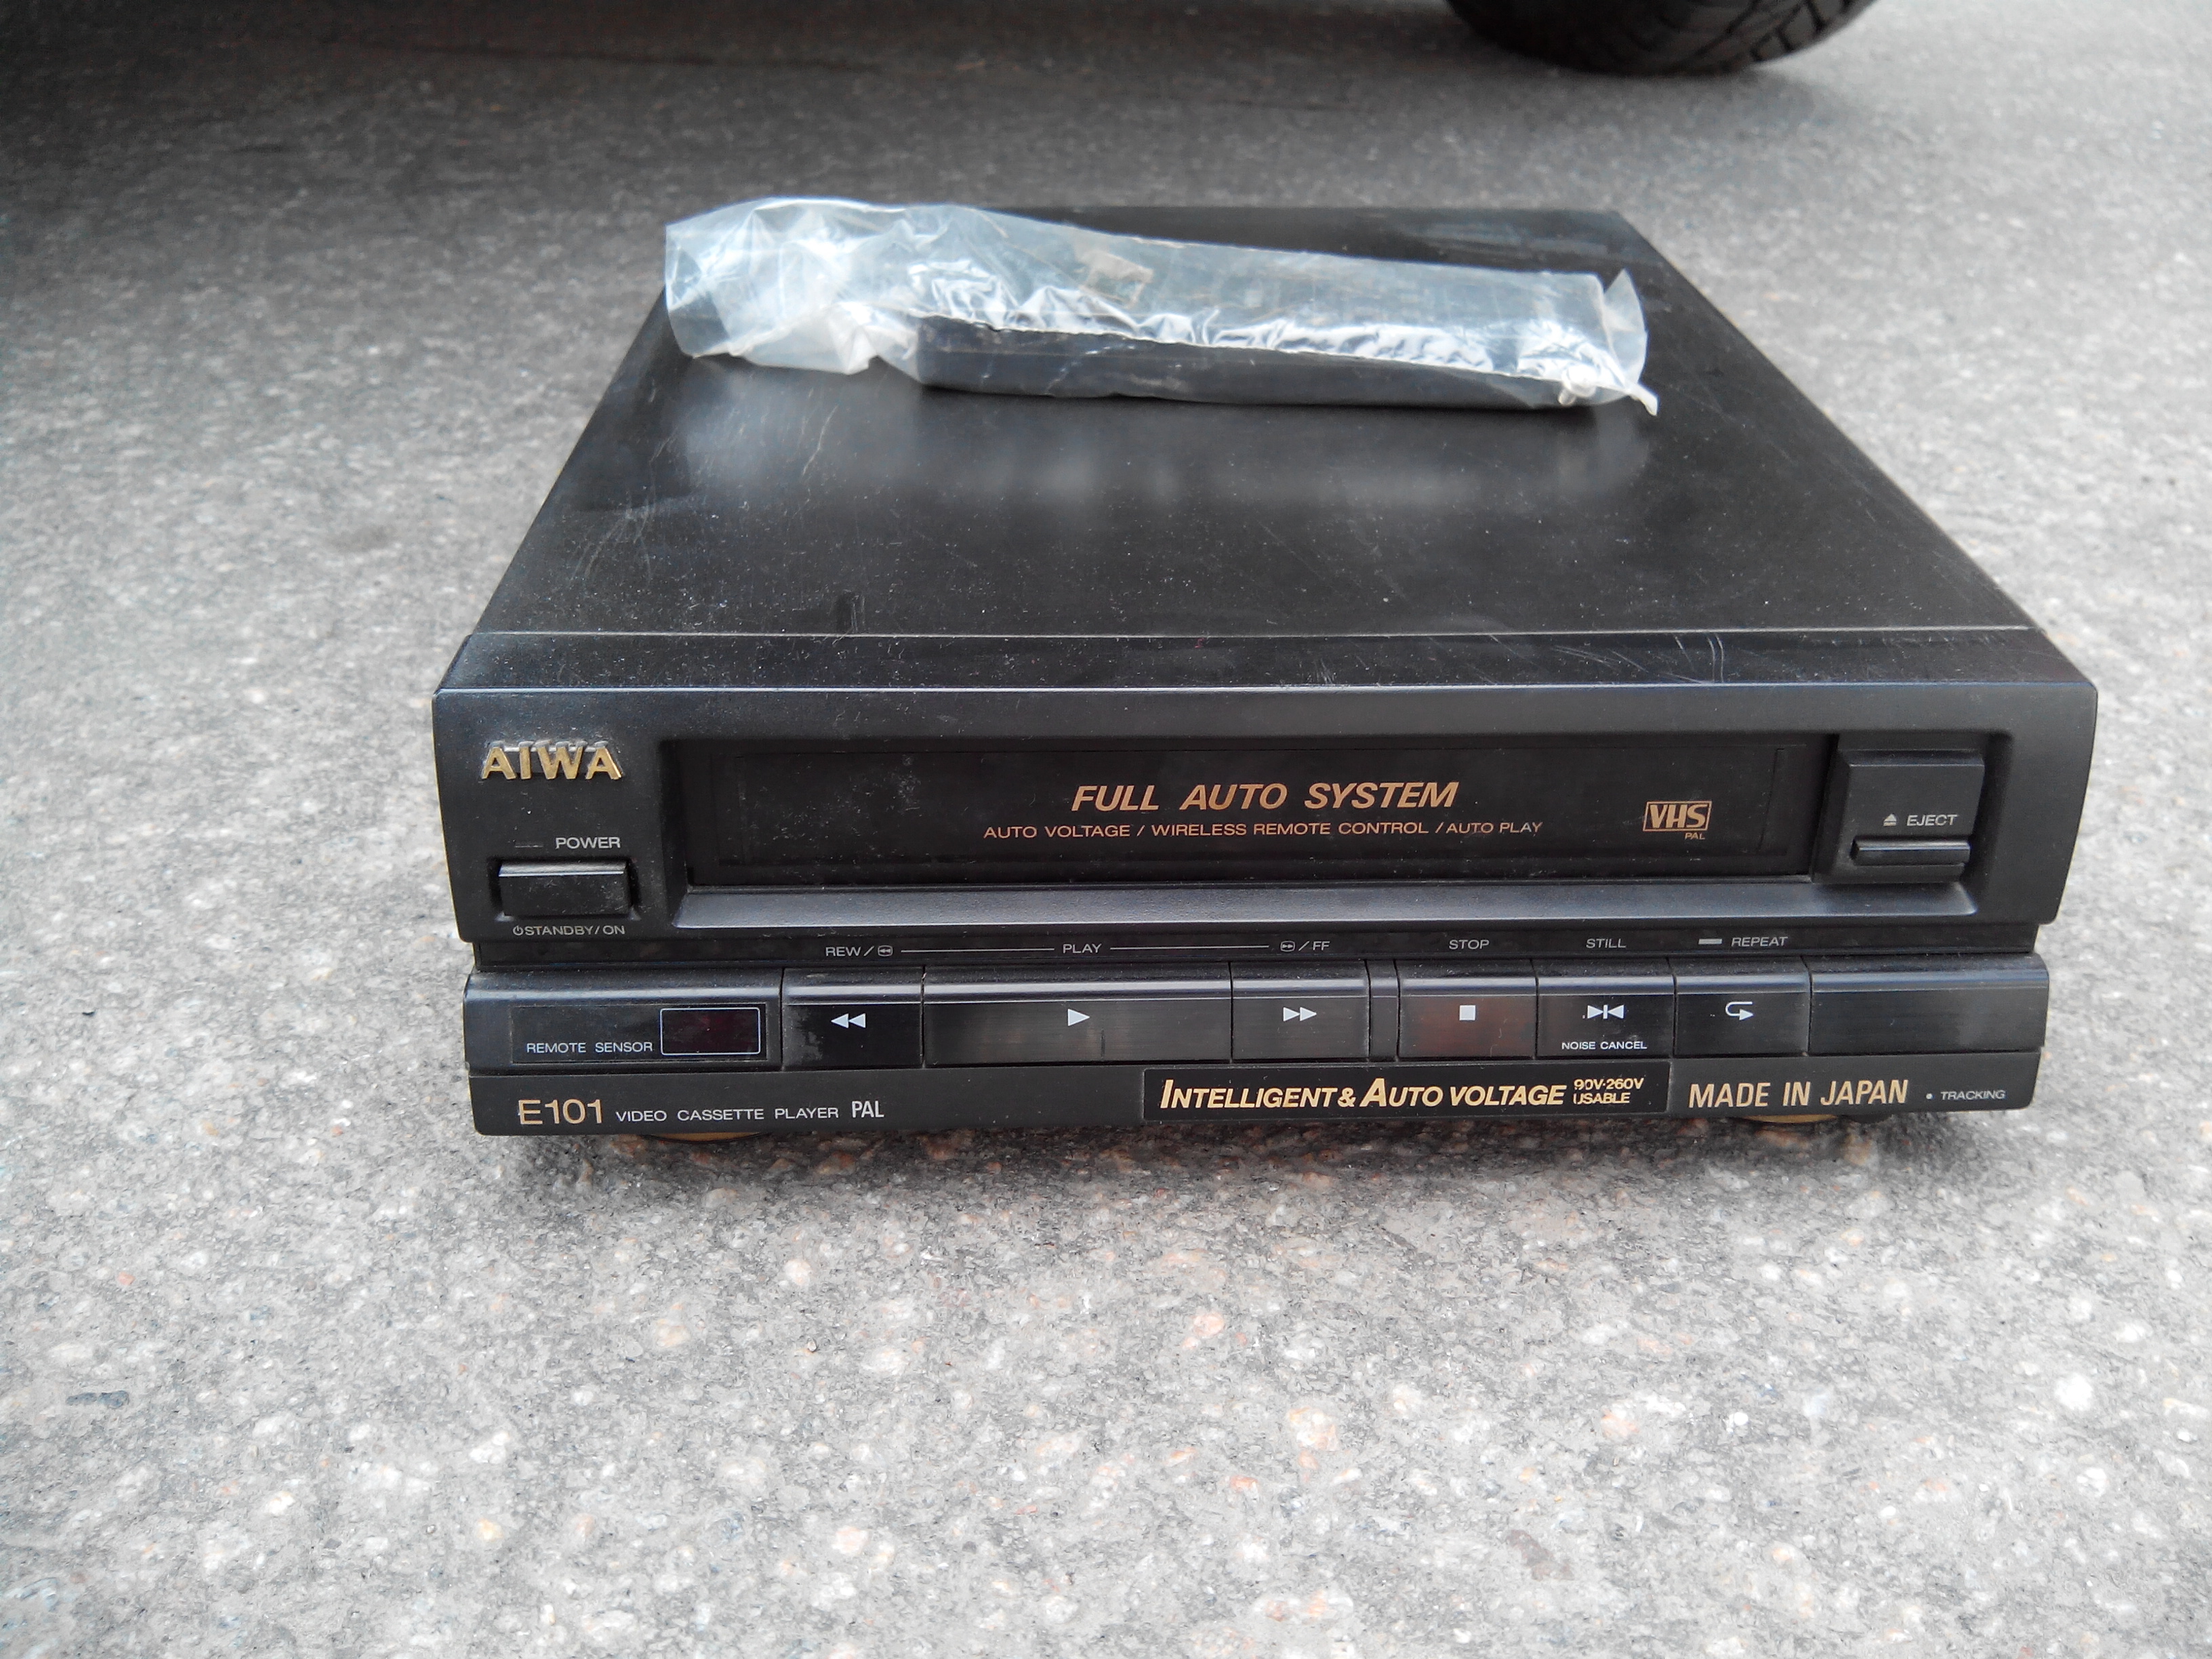 AIWA
FULL AUTO SYSTEM
AUTO VOLTAGE / WIRELESS REMOTE CONTROL / AUTO PLAY
VHS
PAL
EJECT
POWER
STANDBY/ON
REW /
PLAY
/ FF
STOP
STILL
REPEAT
REMOTE SENSOR
NOISE CANCEL
E101 VIDEO CASSETTE PLAYER PAL
INTELLIGENT & AUTO VOLTAGE 90V-260V
USABLE
MADE IN JAPAN
• TRACKING